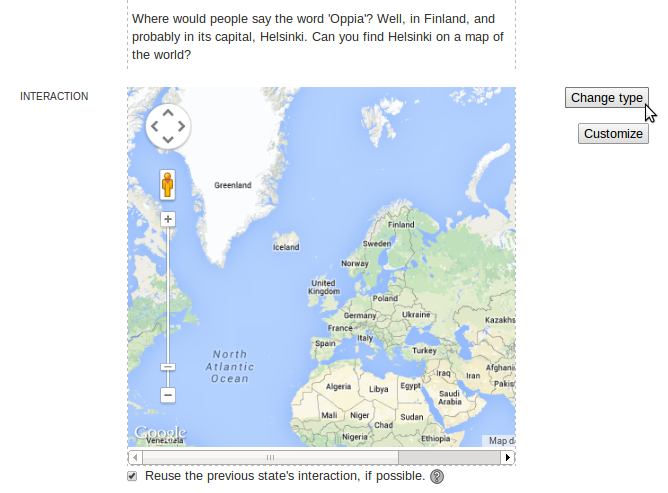 Where would people say the word 'Oppia'? Well, in Finland, and
probably in its capital, Helsinki. Can you find Helsinki on a map of
the world?
INTERACTION
Change type
Customize
Greenland
Finland
Iceland
Sweden
Norway
United
Kingdom
Poland
Germany
Ukraine
Kazakhs
France
Italy
Spain
Turkey
North
Atlantic
Ocean
Iraq
Iran
Afghani
Pakis
Algeria
Libya
Egypt
Saudi
Arabia
Mali
Niger
Chad
Sudan
Nigeria
Ethiopia
Google
Venezuela
Map d
Reuse the previous state's interaction, if possible. ?